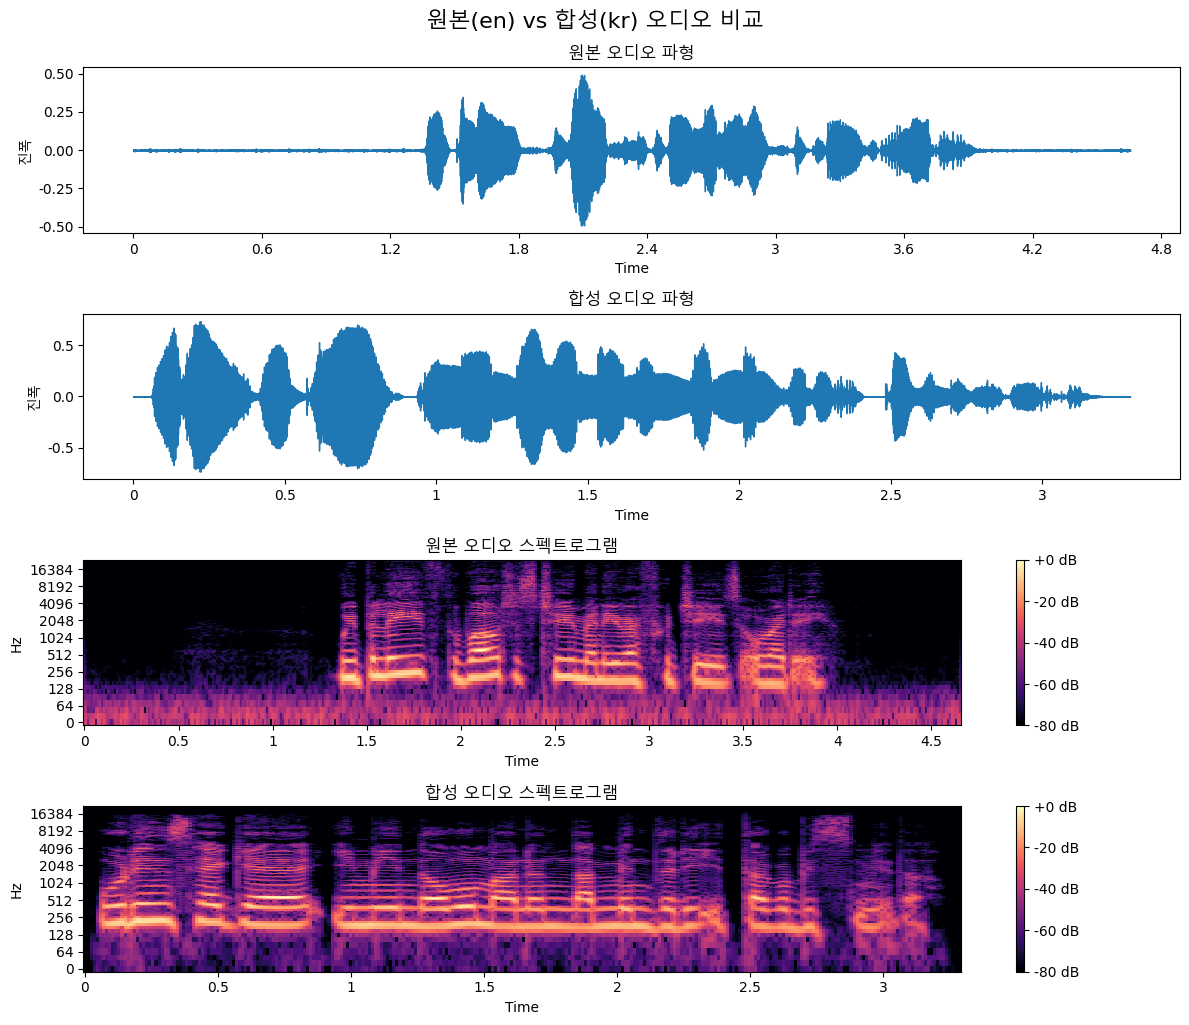 원본(en) vs 합성(kr) 오디오 비교
원본 오디오 파형
0.50
0.25
0.00
-0.25
-0.50
진폭
0 0.6 1.2 1.8 2.4 3 3.6 4.2 4.8
Time
합성 오디오 파형
0.5
0.0
-0.5
진폭
0 0.5 1 1.5 2 2.5 3
Time
원본 오디오 스펙트로그램
16384
8192
4096
2048
1024
512
256
128
64
0
Hz
0 0.5 1 1.5 2 2.5 3 3.5 4 4.5
Time
+0 dB
-20 dB
-40 dB
-60 dB
-80 dB
합성 오디오 스펙트로그램
16384
8192
4096
2048
1024
512
256
128
64
0
Hz
0 0.5 1 1.5 2 2.5 3
Time
+0 dB
-20 dB
-40 dB
-60 dB
-80 dB